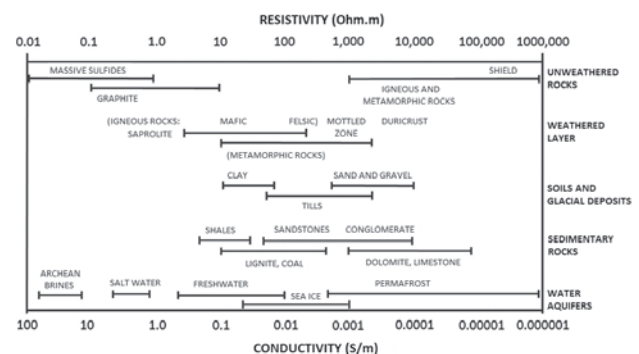 RESISTIVITY (Ohm.m)
0.01 0.1 1.0 10 100 1,000 10,000 100,000 1000,000
MASSIVE SULFIDES SHIELD UNWEATHERED
GRAPHITE IGNEOUS AND ROCKS
METAMORPHIC ROCKS
(IGNEOUS ROCKS: MAFIC FELSIC) MOTTLED DURICRUST WEATHERED
SAPROLITE ZONE LAYER
(METAMORPHIC ROCKS)
CLAY SAND AND GRAVEL SOILS AND
TILLS GLACIAL DEPOSITS
SHALES SANDSTONES CONGLOMERATE SEDIMENTARY
LIGNITE, COAL DOLOMITE, LIMESTONE ROCKS
ARCHEAN
BRINES SALT WATER FRESHWATER PERMAFROST WATER
SEA ICE AQUIFERS
100 10 1.0 0.1 0.01 0.001 0.0001 0.00001 0.000001
CONDUCTIVITY (S/m)